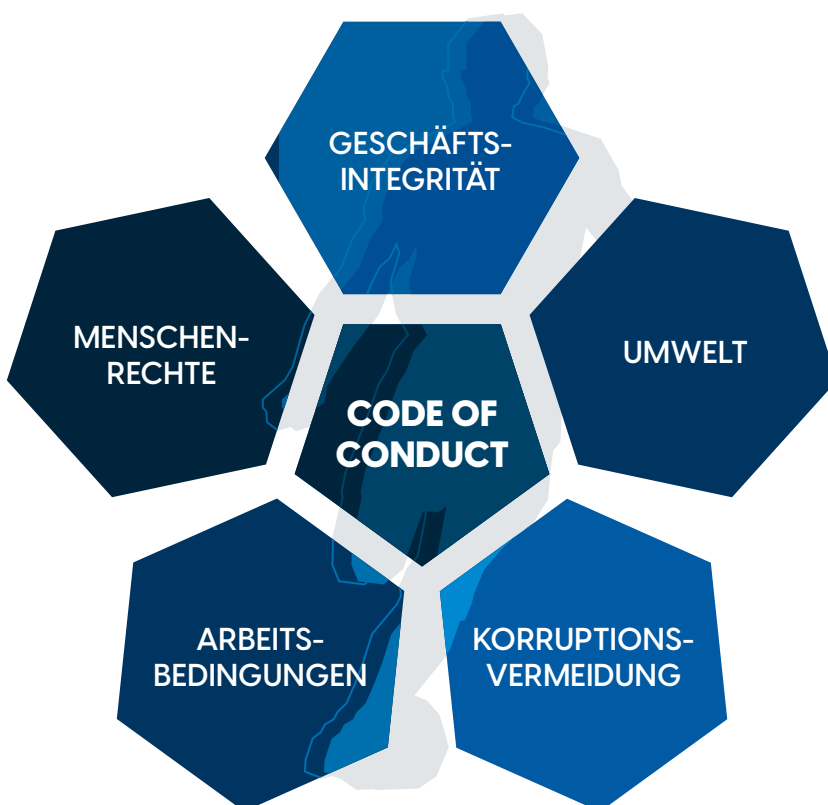 GESCHÄFTS-
INTEGRITÄT
MENSCHEN-
RECHTE
UMWELT
CODE OF
CONDUCT
ARBEITS-
BEDINGUNGEN
KORRUPTIONS-
VERMEIDUNG